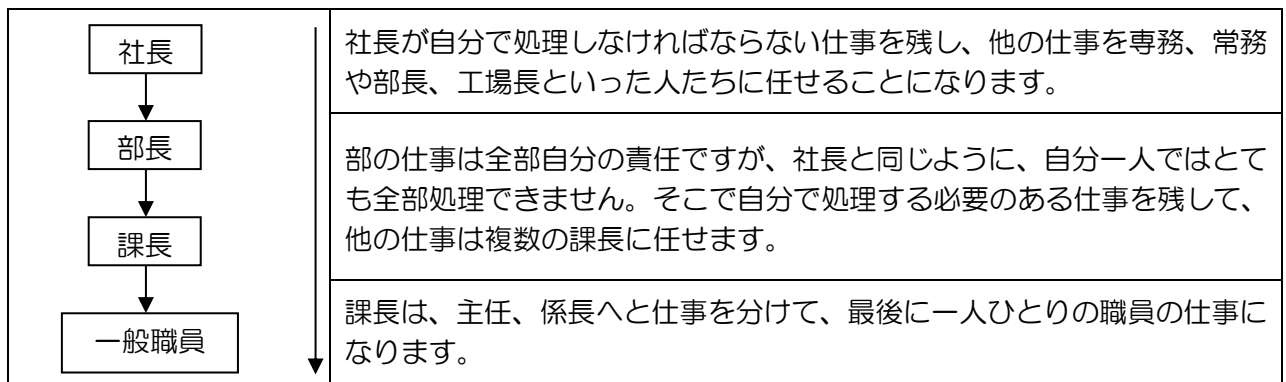 社長
部長
課長
一般職員
社長が自分で処理しなければならない仕事を残し、他の仕事を専務、常務
や部長、工場長といった人たちに任せることになります。
部の仕事は全部自分の責任ですが、社長と同じように、自分一人ではとて
も全部処理できません。そこで自分で処理する必要のある仕事を残して、
他の仕事は複数の課長に任せます。
課長は、主任、係長へと仕事を分けて、最後に一人ひとりの職員の仕事に
なります。